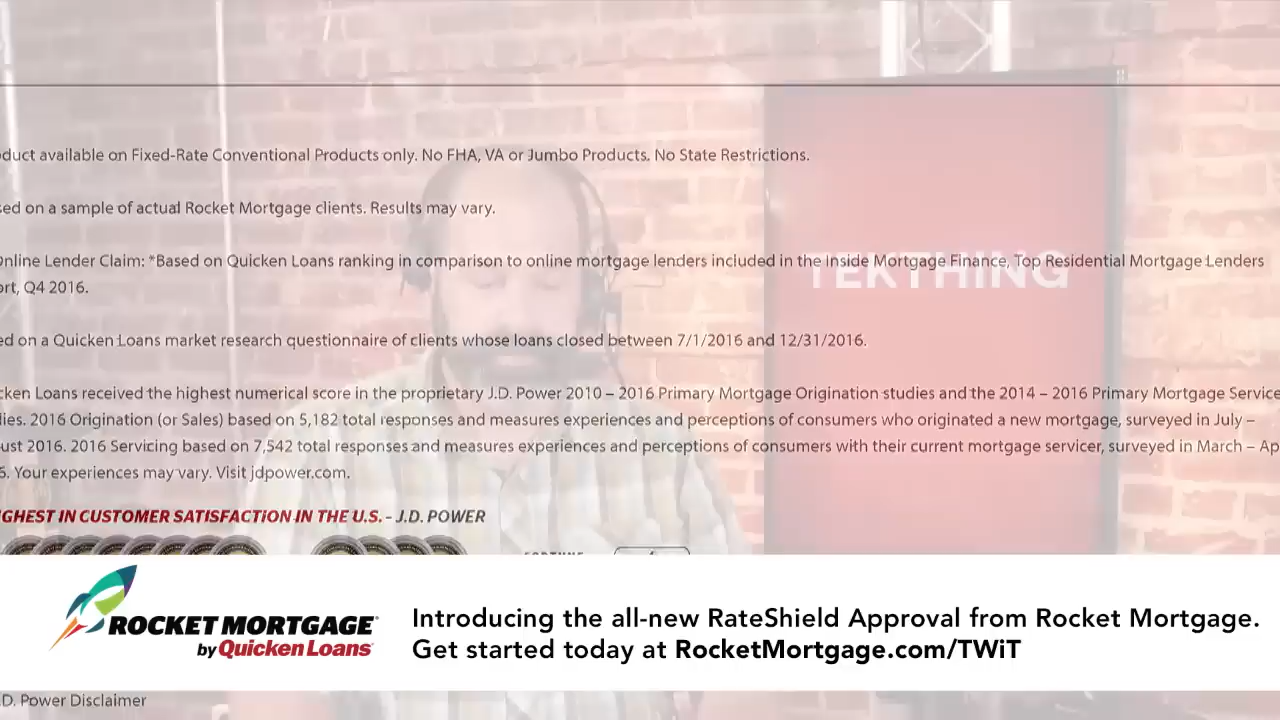 duct available on Fixed-Rate Conventional Products only. No FHA, VA or Jumbo Products. No State Restrictions.
sed on a sample of actual Rocket Mortgage clients. Results may vary.
Online Lender Claim: *Based on Quicken Loans ranking in comparison to online mortgage lenders included in the Inside Mortgage Finance, Top Residential Mortgage Lenders
ort, Q4 2016.
TEKTHING
ed on a Quicken Loans market research questionnaire of clients whose loans closed between 7/1/2016 and 12/31/2016.
cken Loans received the highest numerical score in the proprietary J.D. Power 2010 – 2016 Primary Mortgage Origination studies and the 2014 – 2016 Primary Mortgage Service
lies. 2016 Origination (or Sales) based on 5,182 total responses and measures experiences and perceptions of consumers who originated a new mortgage, surveyed in July –
ust 2016. 2016 Servicing based on 7,542 total responses and measures experiences and perceptions of consumers with their current mortgage servicer, surveyed in March – Ap
6. Your experiences may vary. Visit jdpower.com.
GHEST IN CUSTOMER SATISFACTION IN THE U.S. - J.D. POWER
ROCKET MORTGAGE
by Quicken Loans
Introducing the all-new RateShield Approval from Rocket Mortgage.
Get started today at RocketMortgage.com/TWiT
.D. Power Disclaimer